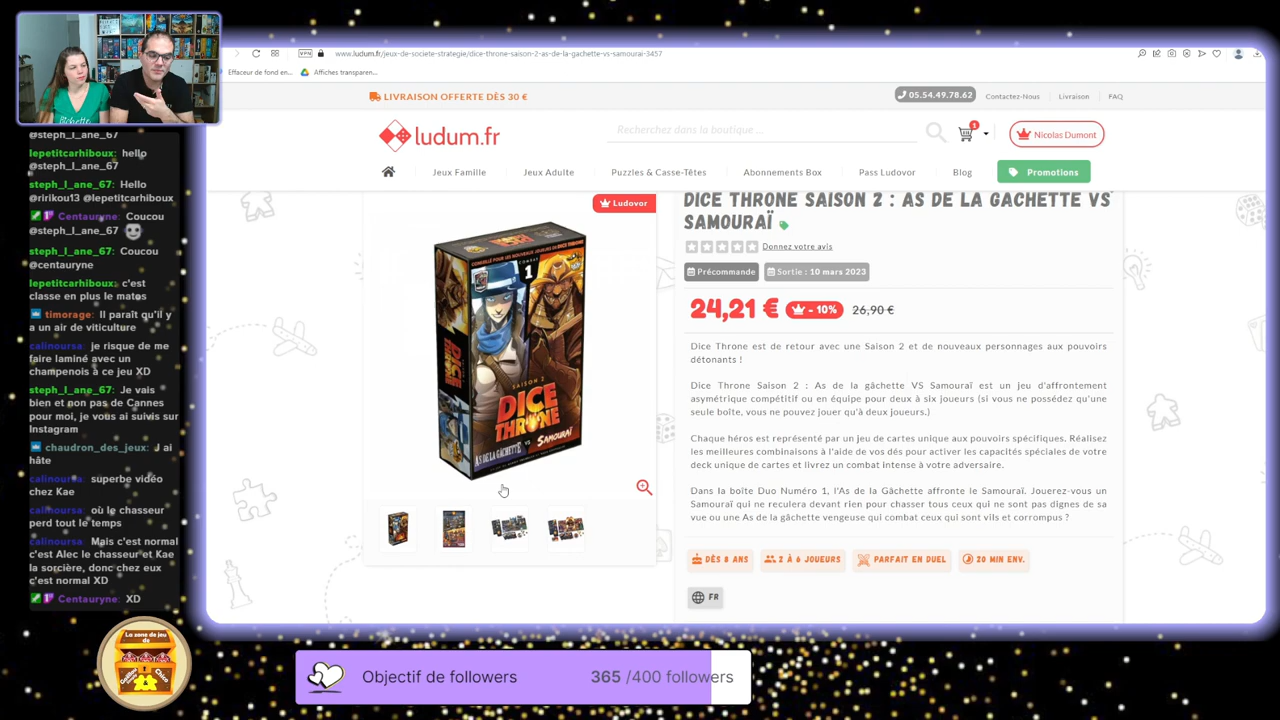 @steph_l_ane_67
lepetitcarhiboux: hello
@steph_l_ane_67
steph_l_ane_67: Hello
@ririkou13 @lepetitcarhiboux
Centauryne: Coucou
@steph_l_ane_67
steph_l_ane_67: Coucou
@centauryne
lepetitcarhiboux: c'est
classe en plus le matos
timorage: Il paraît qu'il y
a un air de viticulture
calinoursa: je risque de me
faire laminé avec un
champenois à ce jeu XD
steph_l_ane_67: Je vais
bien et non pas de Cannes
pour moi, je vous ai suivis sur
Instagram
chaudron_des_jeux: J ai
hâte
calinoursa: superbe vidéo
chez Kae
calinoursa: où le chasseur
perd tout le temps
calinoursa: Mais c'est normal
c'est Alec le chasseur et Kae
la sorcière, donc chez eux
c'est normal XD
Centauryne: XD
La zone de jeu
de
VPN
www.ludum.fr/jeux-de-societe-strategie/dice-throne-saison-2-as-de-la-gachette-vs-samourai-3457
Effaceur de fond en...
Affiches transparen...
LIVRAISON OFFERTE DÈS 30 €
05.54.49.78.62
Contactez-Nous
Livraison
FAQ
ludum.fr
Recherchez dans la boutique ...
1
Nicolas Dumont
Jeux Famille
Jeux Adulte
Puzzles & Casse-Têtes
Abonnements Box
Pass Ludovor
Blog
Promotions
Ludovor
COMBAT
1
SAISON 2
DICE
THRONE
AS DE LA GÂCHETTE VS. SAMOURAÏ
DICE THRONE SAISON 2 : AS DE LA GACHETTE VS
SAMOURAÏ
Donnez votre avis
Précommande
Sortie : 10 mars 2023
24,21 €
- 10%
26,90 €
Dice Throne est de retour avec une Saison 2 et de nouveaux personnages aux pouvoirs
détonants !
Dice Throne Saison 2 : As de la gâchette VS Samouraï est un jeu d'affrontement
asymétrique compétitif ou en équipe pour deux à six joueurs (si vous ne possédez qu'une
seule boîte, vous ne pouvez jouer qu'à deux joueurs.)
Chaque héros est représenté par un jeu de cartes unique aux pouvoirs spécifiques. Réalisez
les meilleures combinaisons à l'aide de vos dés pour activer les capacités spéciales de votre
deck unique de cartes et livrez un combat intense à votre adversaire.
Dans la boîte Duo Numéro 1, l'As de la Gâchette affronte le Samouraï. Jouerez-vous un
Samouraï qui ne reculera devant rien pour chasser tous ceux qui ne sont pas dignes de sa
vue ou une As de la gâchette vengeuse qui combat ceux qui sont vils et corrompus ?
DÈS 8 ANS
2 À 6 JOUEURS
PARFAIT EN DUEL
20 MIN ENV.
FR
Objectif de followers
365 /400 followers